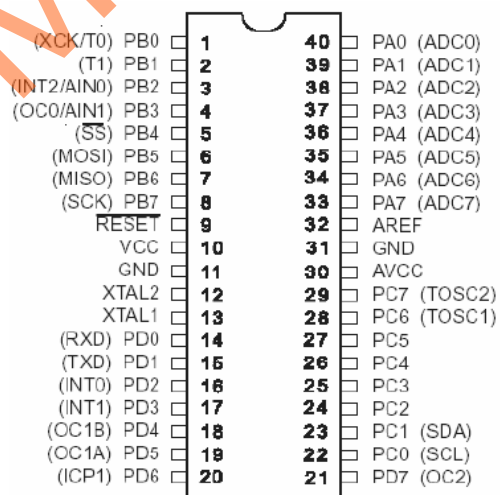 (XCK/T0) PB0 1 40 PA0 (ADC0)
(T1) PB1 2 39 PA1 (ADC1)
(INT2/AIN0) PB2 3 38 PA2 (ADC2)
(OC0/AIN1) PB3 4 37 PA3 (ADC3)
(SS) PB4 5 36 PA4 (ADC4)
(MOSI) PB5 6 35 PA5 (ADC5)
(MISO) PB6 7 34 PA6 (ADC6)
(SCK) PB7 8 33 PA7 (ADC7)
RESET 9 32 AREF
VCC 10 31 GND
GND 11 30 AVCC
XTAL2 12 29 PC7 (TOSC2)
XTAL1 13 28 PC6 (TOSC1)
(RXD) PD0 14 27 PC5
(TXD) PD1 15 26 PC4
(INT0) PD2 16 25 PC3
(INT1) PD3 17 24 PC2
(OC1B) PD4 18 23 PC1 (SDA)
(OC1A) PD5 19 22 PC0 (SCL)
(ICP1) PD6 20 21 PD7 (OC2)